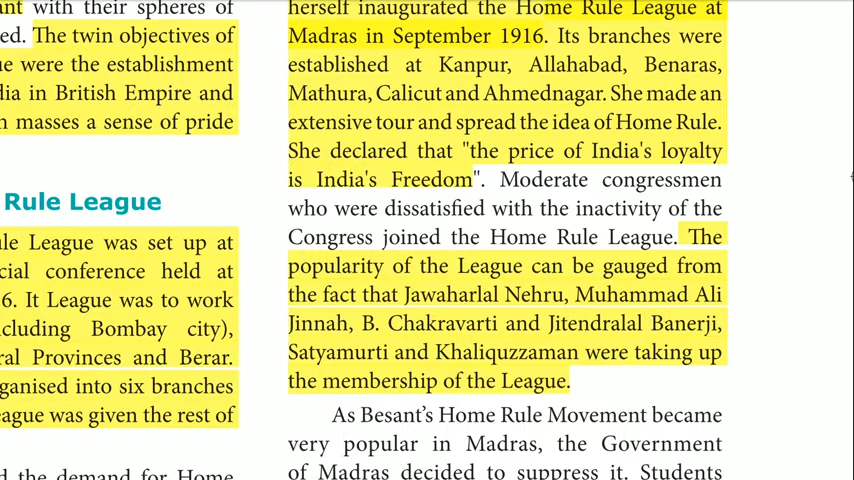 ant with their spheres of
ed. The twin objectives of
ue were the establishment
dia in British Empire and
n masses a sense of pride
Rule League
ule League was set up at
cial conference held at
6. It League was to work
cluding Bombay city),
ral Provinces and Berar.
ganised into six branches
eague was given the rest of
d the demand for Home
herself inaugurated the Home Rule League at
Madras in September 1916. Its branches were
established at Kanpur, Allahabad, Benaras,
Mathura, Calicut and Ahmednagar. She made an
extensive tour and spread the idea of Home Rule.
She declared that "the price of India's loyalty
is India's Freedom". Moderate congressmen
who were dissatisfied with the inactivity of the
Congress joined the Home Rule League. The
popularity of the League can be gauged from
the fact that Jawaharlal Nehru, Muhammad Ali
Jinnah, B. Chakravarti and Jitendralal Banerji,
Satyamurti and Khaliquzzaman were taking up
the membership of the League.
As Besant’s Home Rule Movement became
very popular in Madras, the Government
of Madras decided to suppress it. Students